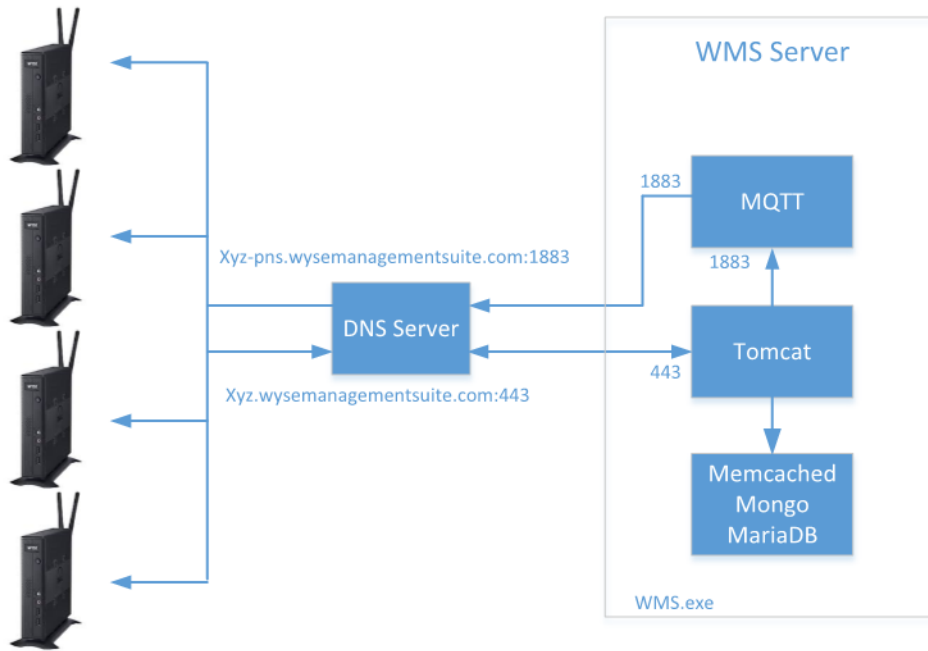 WMS Server
1883
MQTT
Xyz-pns.wysemanagementsuite.com:1883
1883
DNS Server
Tomcat
443
Xyz.wysemanagementsuite.com:443
Memcached
Mongo
MariaDB
WMS.exe